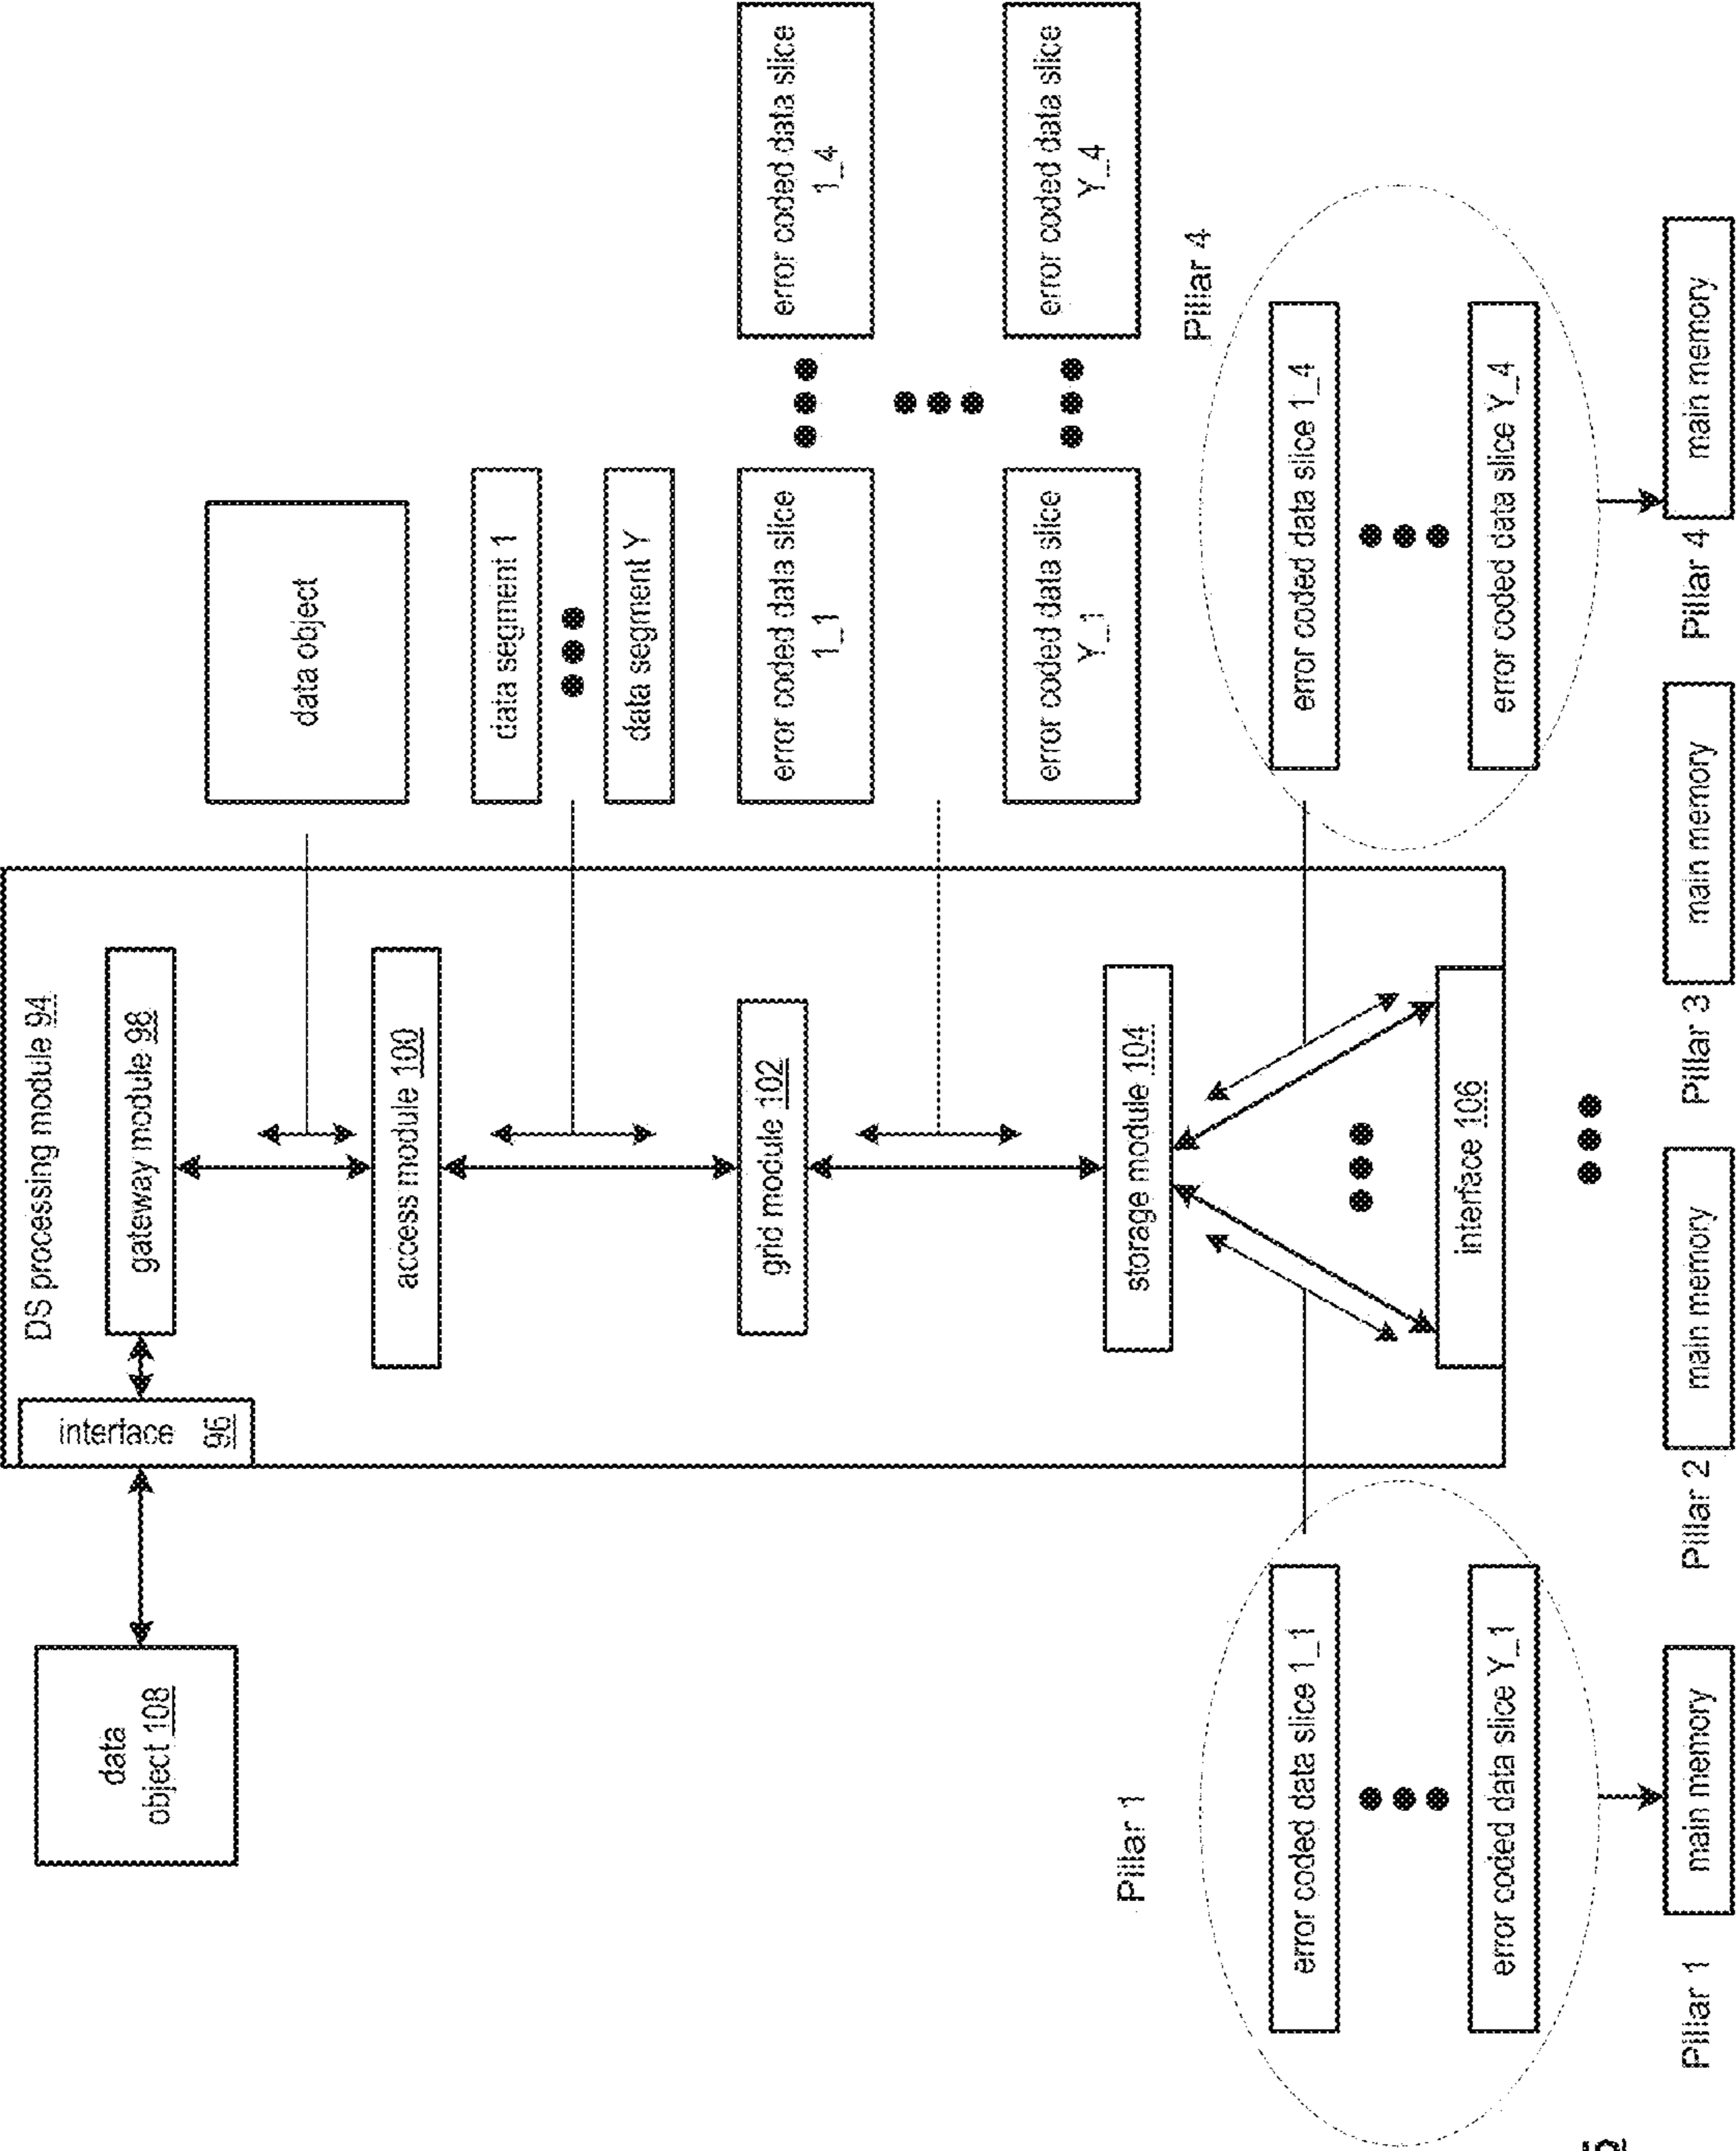 data
object 108
interface 96
DS processing module 94
gateway module 98
data object
access module 100
data segment 1
data segment Y
grid module 102
error coded data slice
1_1
error coded data slice
1_4
error coded data slice
Y_1
error coded data slice
Y_4
storage module 104
Pillar 1
Pillar 4
error coded data slice 1_1
error coded data slice Y_1
error coded data slice 1_4
error coded data slice Y_4
interface 106
Pillar 1
main memory
Pillar 2
main memory
Pillar 3
main memory
Pillar 4
main memory